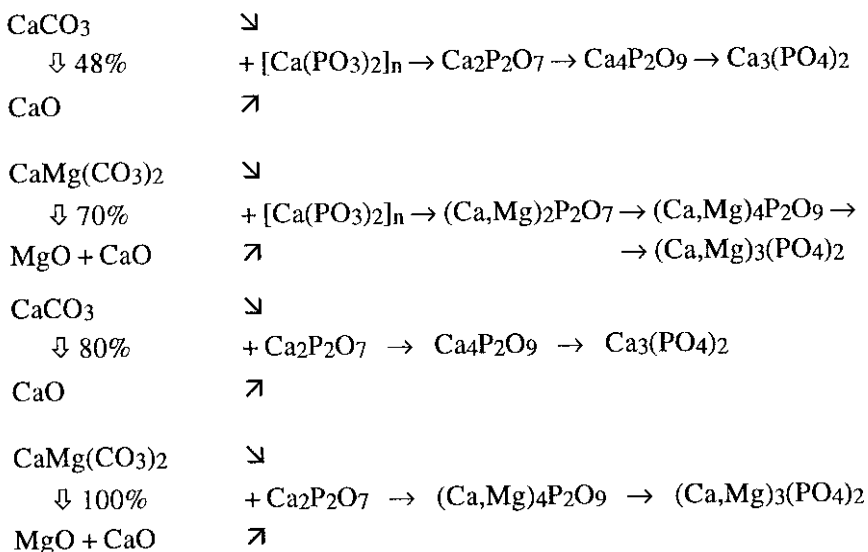 CaCO3 ↘
⇩ 48% + [Ca(PO3)2]n → Ca2P2O7 → Ca4P2O9 → Ca3(PO4)2
CaO ↗
CaMg(CO3)2 ↘
⇩ 70% + [Ca(PO3)2]n → (Ca,Mg)2P2O7 → (Ca,Mg)4P2O9 →
MgO + CaO ↗ → (Ca,Mg)3(PO4)2
CaCO3 ↘
⇩ 80% + Ca2P2O7 → Ca4P2O9 → Ca3(PO4)2
CaO ↗
CaMg(CO3)2 ↘
⇩ 100% + Ca2P2O7 → (Ca,Mg)4P2O9 → (Ca,Mg)3(PO4)2
MgO + CaO ↗